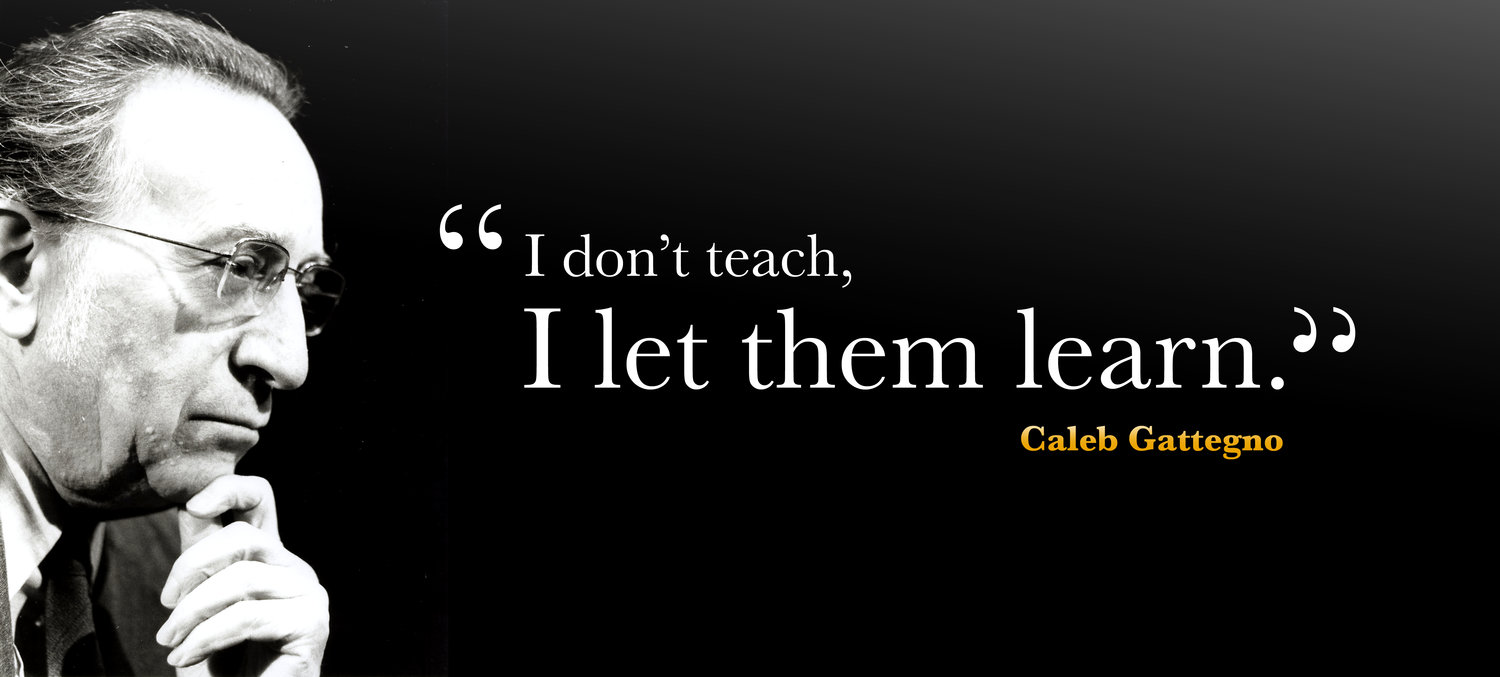 “I don’t teach,
I let them learn.”
Caleb Gattegno